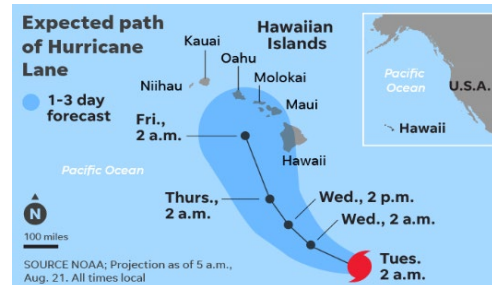 Expected path
of Hurricane
Lane
1-3 day
forecast
Hawaiian
Islands
Kauai
Oahu
Molokai
Niihau
Maui
Hawaii
Fri.,
2 a.m.
Pacific Ocean
Thurs.,
2 a.m.
Wed., 2 p.m.
Wed., 2 a.m.
Tues.
2 a.m.
N
100 miles
SOURCE NOAA; Projection as of 5 a.m.,
Aug. 21. All times local
Pacific
Ocean
U.S.A.
Hawaii